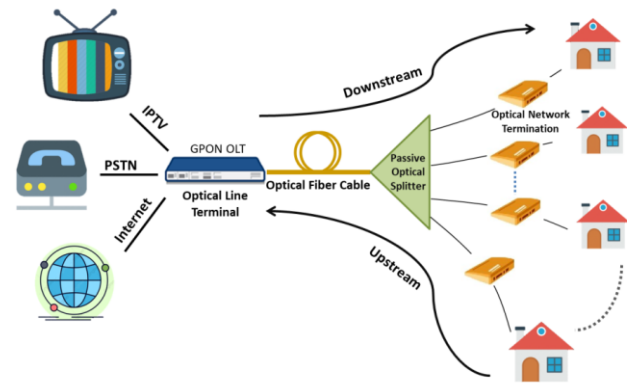 IPTV
PSTN
Internet
GPON OLT
Optical Line
Terminal
Optical Fiber Cable
Passive
Optical
Splitter
Downstream
Upstream
Optical Network
Termination